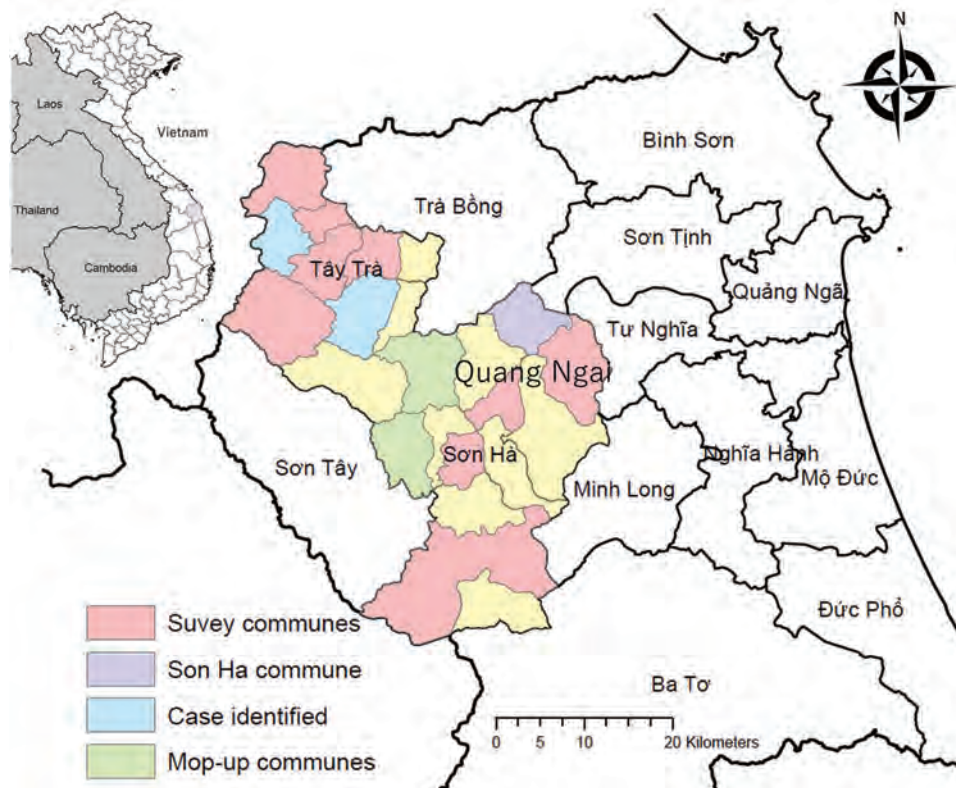 N
Laos
Vietnam
Thailand
Cambodia
Bình Sơn
Trà Bồng
Sơn Tịnh
Tây Trà
Quảng Ngã
Tư Nghĩa
Quang Ngai
Sơn Hà
Nghĩa Hành
Sơn Tây
Mộ Đức
Minh Long
Đức Phổ
Ba Tơ
Suvey communes
Son Ha commune
Case identified
Mop-up communes
0 5 10 20 Kilometers